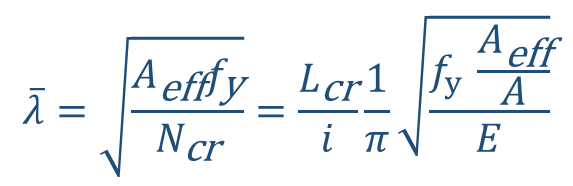 λ̄ = √(A_eff f_y / N_cr) = L_cr / i · 1 / π · √(f_y (A_eff / A) / E)